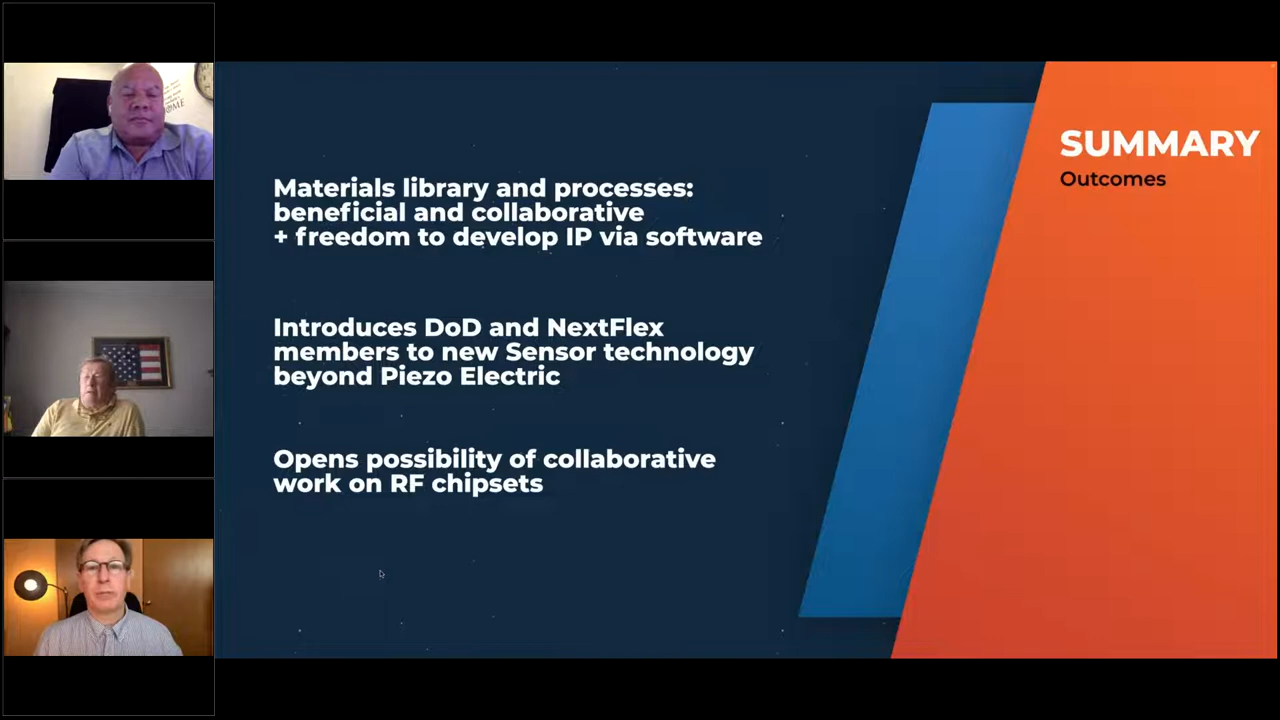 Materials library and processes:
beneficial and collaborative
+ freedom to develop IP via software
Introduces DoD and NextFlex
members to new Sensor technology
beyond Piezo Electric
Opens possibility of collaborative
work on RF chipsets
SUMMARY
Outcomes